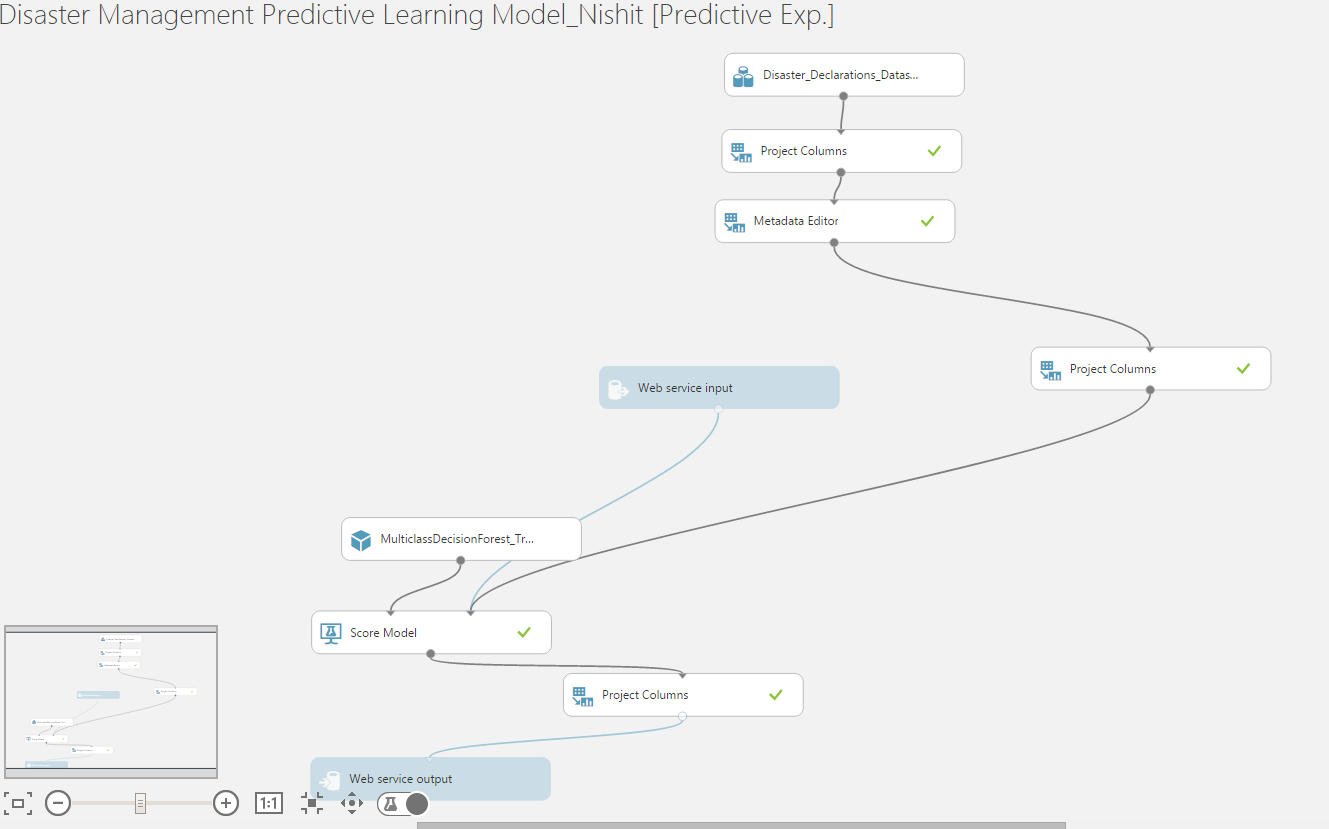 Disaster Management Predictive Learning Model_Nishit [Predictive Exp.]
Disaster_Declarations_Datas...
Project Columns
Metadata Editor
Project Columns
Web service input
MulticlassDecisionForest_Tr...
Score Model
Project Columns
Web service output
1:1